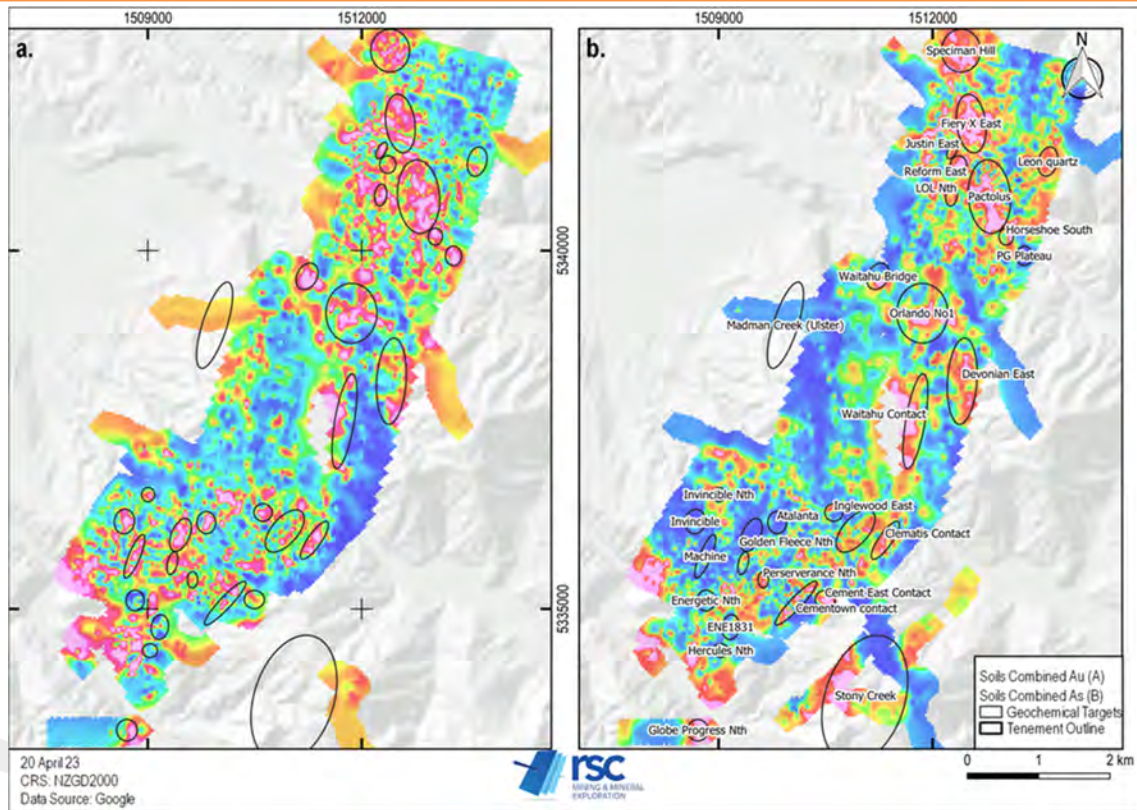 1509000
1512000
1509000
1512000
a.
b.
N
Speciman Hill
Fiery X East
Justin East
Leon quartz
Reform East
LOL Nth
Pactolus
Horseshoe South
PG Plateau
5340000
Waitahu Bridge
Orlando No1
Madman Creek (Ulster)
Devonian East
Waitahu Contact
Invincible Nth
Inglewood East
Invincible
Atalanta
Clematis Contact
Golden Fleece Nth
Machine
Perserverance Nth
Energetic Nth
Cement East Contact
Cementown contact
5335000
ENE1831
Hercules Nth
Stony Creek
Globe Progress Nth
Soils Combined Au (A)
Soils Combined As (B)
Geochemical Targets
Tenement Outline
20 April 23
CRS: NZGD2000
Data Source: Google
rsc
MINING & MINERAL
EXPLORATION
0 1 2 km